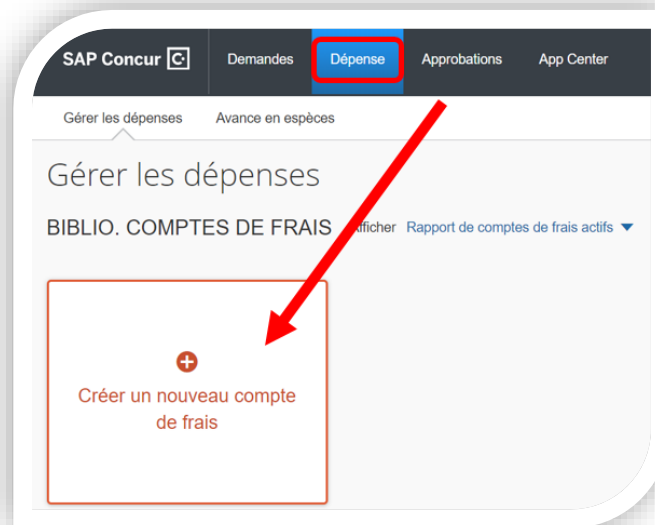 SAP Concur C Demandes Dépense Approbations App Center
Gérer les dépenses Avance en espèces
Gérer les dépenses
BIBLIO. COMPTES DE FRAIS Afficher Rapport de comptes de frais actifs
Créer un nouveau compte
de frais